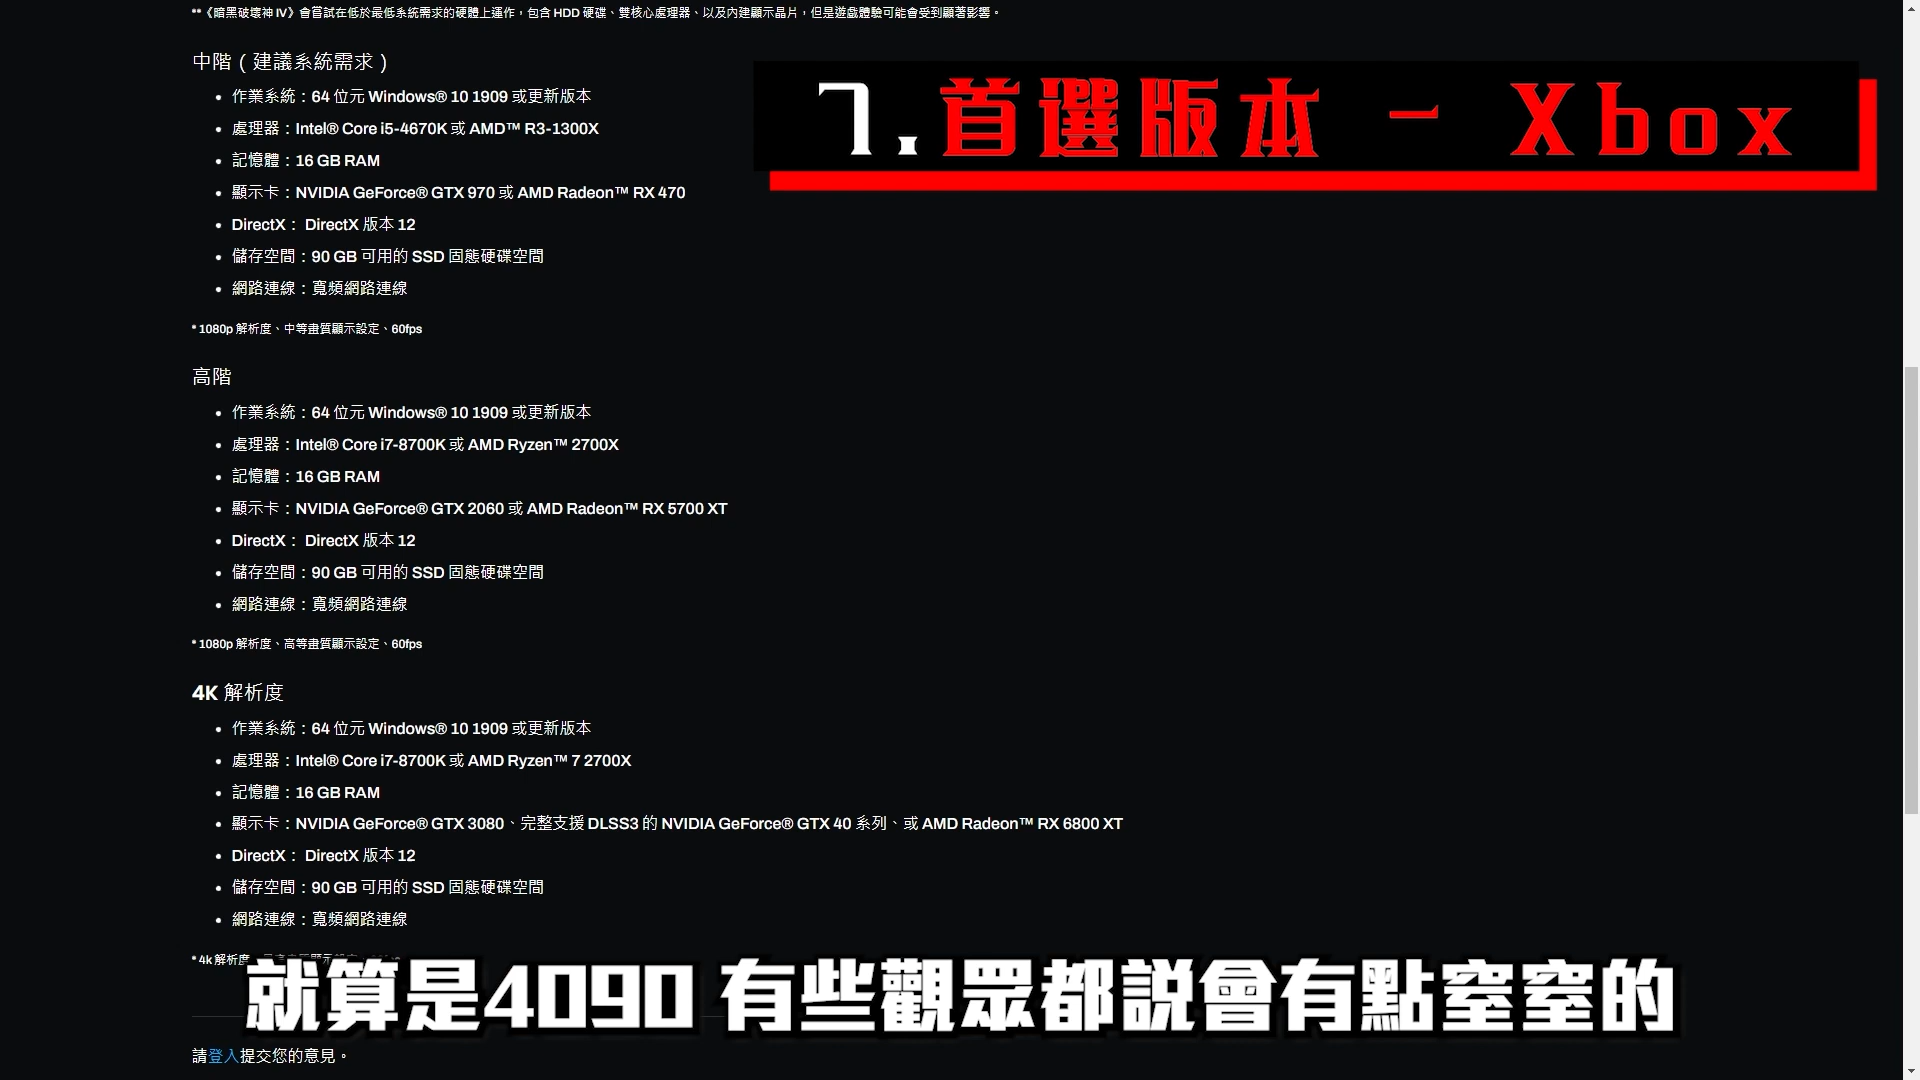 **《暗黑破壞神 IV》會嘗試在低於最低系統需求的硬體上運作，包含 HDD 硬碟、雙核心處理器、以及內建顯示晶片，但是遊戲體驗可能會受到顯著影響。
7.首選版本 - Xbox
中階（建議系統需求）
• 作業系統：64 位元 Windows® 10 1909 或更新版本
• 處理器：Intel® Core i5-4670K 或 AMD™ R3-1300X
• 記憶體：16 GB RAM
• 顯示卡：NVIDIA GeForce® GTX 970 或 AMD Radeon™ RX 470
• DirectX： DirectX 版本 12
• 儲存空間：90 GB 可用的 SSD 固態硬碟空間
• 網路連線：寬頻網路連線
* 1080p 解析度、中等畫質顯示設定、60fps
高階
• 作業系統：64 位元 Windows® 10 1909 或更新版本
• 處理器：Intel® Core i7-8700K 或 AMD Ryzen™ 2700X
• 記憶體：16 GB RAM
• 顯示卡：NVIDIA GeForce® GTX 2060 或 AMD Radeon™ RX 5700 XT
• DirectX： DirectX 版本 12
• 儲存空間：90 GB 可用的 SSD 固態硬碟空間
• 網路連線：寬頻網路連線
* 1080p 解析度、高等畫質顯示設定、60fps
4K 解析度
• 作業系統：64 位元 Windows® 10 1909 或更新版本
• 處理器：Intel® Core i7-8700K 或 AMD Ryzen™ 7 2700X
• 記憶體：16 GB RAM
• 顯示卡：NVIDIA GeForce® GTX 3080、完整支援 DLSS3 的 NVIDIA GeForce® GTX 40 系列、或 AMD Radeon™ RX 6800 XT
• DirectX： DirectX 版本 12
• 儲存空間：90 GB 可用的 SSD 固態硬碟空間
• 網路連線：寬頻網路連線
* 4k 解析度
就算是4090 有些觀眾都説會有點窒窒的
請登入提交您的意見。